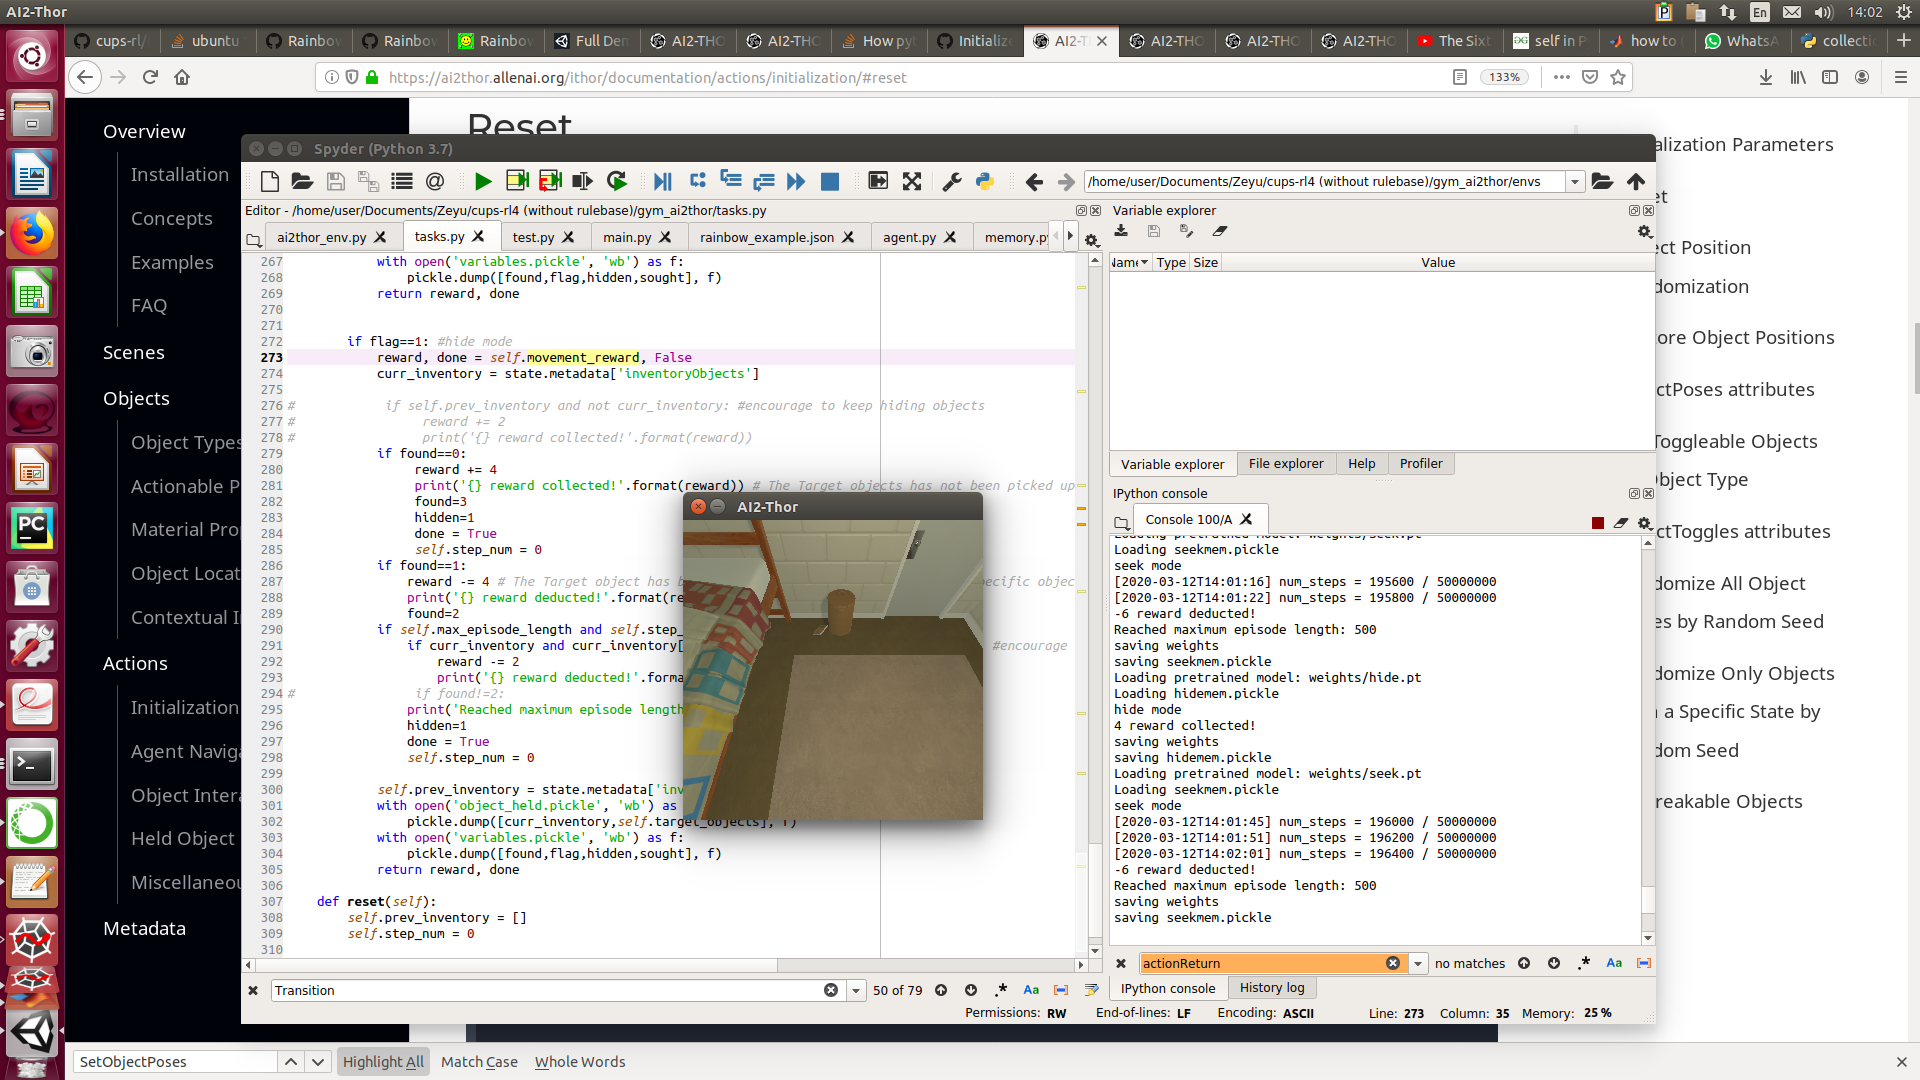 AI2-Thor
En
14:02
cups-rl/
ubuntu
Rainbov
Rainbov
Rainbov
Full Den
AI2-THO
AI2-THO
How pyt
Initializ
AI2-T
AI2-THO
AI2-THO
AI2-THO
The Sixt
self in P
how to
WhatsA
collecti
https://ai2thor.allenai.org/ithor/documentation/actions/initialization/#reset
133%
Overview
Installation
Concepts
Examples
FAQ
Scenes
Objects
Object Types
Actionable P
Material Prop
Object Locat
Contextual I
Actions
Initialization
Agent Naviga
Object Intera
Held Object
Miscellaneou
Metadata
Reset
Spyder (Python 3.7)
/home/user/Documents/Zeyu/cups-rl4 (without rulebase)/gym_ai2thor/envs
Editor - /home/user/Documents/Zeyu/cups-rl4 (without rulebase)/gym_ai2thor/tasks.py
ai2thor_env.py
tasks.py
test.py
main.py
rainbow_example.json
agent.py
memory.py
267 with open('variables.pickle', 'wb') as f:
268 pickle.dump([found,flag,hidden,sought], f)
269 return reward, done
270
271
272 if flag==1: #hide mode
273 reward, done = self.movement_reward, False
274 curr_inventory = state.metadata['inventoryObjects']
275
276 # if self.prev_inventory and not curr_inventory: #encourage to keep hiding objects
277 # reward += 2
278 # print('{} reward collected!'.format(reward))
279 if found==0:
280 reward += 4
281 print('{} reward collected!'.format(reward)) # The Target objects has not been picked up
282 found=3
283 hidden=1
284 done = True
285 self.step_num = 0
286 if found==1:
287 reward -= 4 # The Target object has b pecific objec
288 print('{} reward deducted!'.format(re
289 found=2
290 if self.max_episode_length and self.step_
291 if curr_inventory and curr_inventory[ #encourage
292 reward -= 2
293 print('{} reward deducted!'.forma
294 # if found!=2:
295 print('Reached maximum episode length
296 hidden=1
297 done = True
298 self.step_num = 0
299
300 self.prev_inventory = state.metadata['inv
301 with open('object_held.pickle', 'wb') as
302 pickle.dump([curr_inventory,self.target_objects], f)
303 with open('variables.pickle', 'wb') as f:
304 pickle.dump([found,flag,hidden,sought], f)
305 return reward, done
306
307 def reset(self):
308 self.prev_inventory = []
309 self.step_num = 0
310
AI2-Thor
Transition
50 of 79
Aa
Variable explorer
Name Type Size Value
Variable explorer
File explorer
Help
Profiler
IPython console
Console 100/A
Loading pretrained model: weights/seek.pt
Loading seekmem.pickle
seek mode
[2020-03-12T14:01:16] num_steps = 195600 / 50000000
[2020-03-12T14:01:22] num_steps = 195800 / 50000000
-6 reward deducted!
Reached maximum episode length: 500
saving weights
saving seekmem.pickle
Loading pretrained model: weights/hide.pt
Loading hidemem.pickle
hide mode
4 reward collected!
saving weights
saving hidemem.pickle
Loading pretrained model: weights/seek.pt
Loading seekmem.pickle
seek mode
[2020-03-12T14:01:45] num_steps = 196000 / 50000000
[2020-03-12T14:01:51] num_steps = 196200 / 50000000
[2020-03-12T14:02:01] num_steps = 196400 / 50000000
-6 reward deducted!
Reached maximum episode length: 500
saving weights
saving seekmem.pickle
actionReturn
no matches
Aa
IPython console
History log
Permissions: RW End-of-lines: LF Encoding: ASCII Line: 273 Column: 35 Memory: 25 %
alization Parameters
et
ect Position
domization
ore Object Positions
ctPoses attributes
Toggleable Objects
bject Type
ctToggles attributes
domize All Object
es by Random Seed
domize Only Objects
a Specific State by
dom Seed
reakable Objects
SetObjectPoses
Highlight All
Match Case
Whole Words